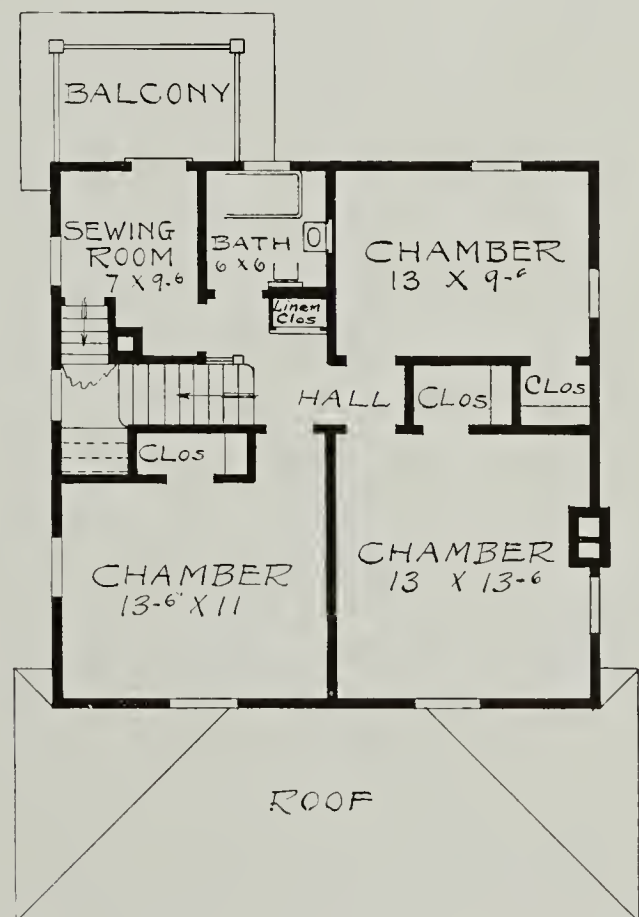 BALCONY
SEWING
ROOM
7 X 9-6
BATH
6 X 6
CHAMBER
13 X 9-6
Linen
Clos
HALL
CLOS
CLOS
CLOS
CHAMBER
13-6" X 11
CHAMBER
13 X 13-6
ROOF